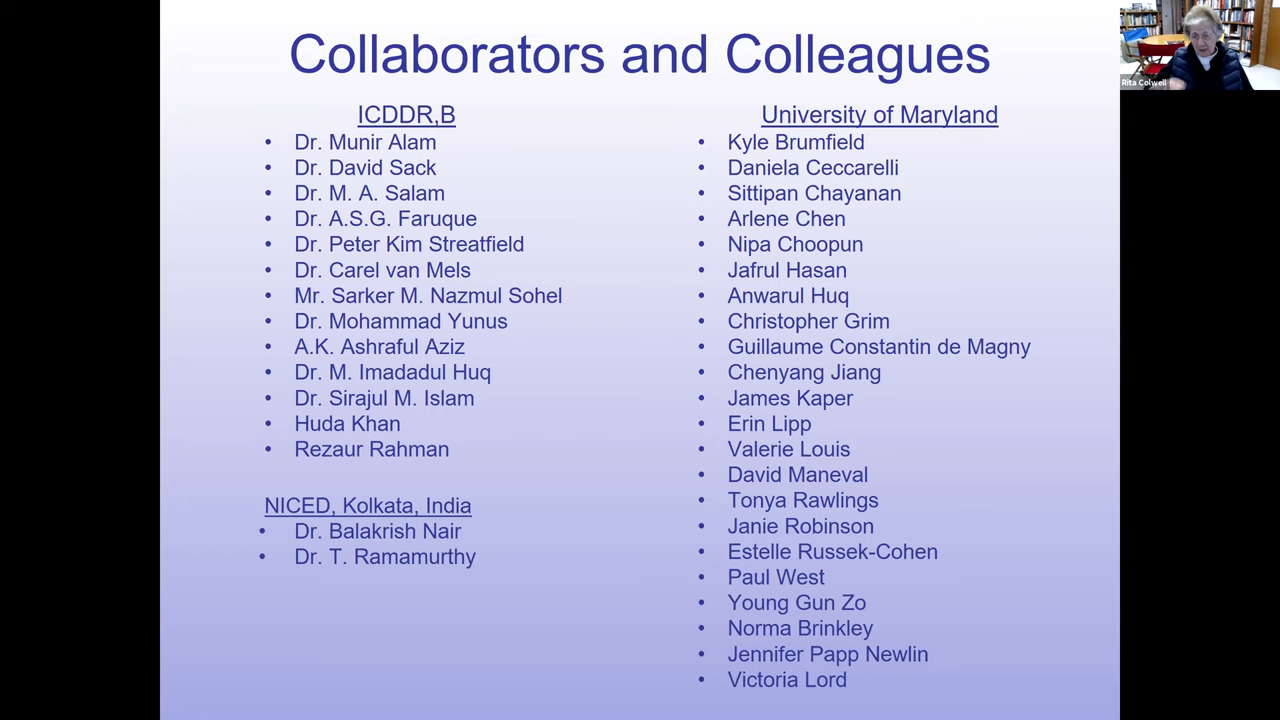 Collaborators and Colleagues
ICDDR,B
• Dr. Munir Alam
• Dr. David Sack
• Dr. M. A. Salam
• Dr. A.S.G. Faruque
• Dr. Peter Kim Streatfield
• Dr. Carel van Mels
• Mr. Sarker M. Nazmul Sohel
• Dr. Mohammad Yunus
• A.K. Ashraful Aziz
• Dr. M. Imadadul Huq
• Dr. Sirajul M. Islam
• Huda Khan
• Rezaur Rahman
NICED, Kolkata, India
• Dr. Balakrish Nair
• Dr. T. Ramamurthy
University of Maryland
• Kyle Brumfield
• Daniela Ceccarelli
• Sittipan Chayanan
• Arlene Chen
• Nipa Choopun
• Jafrul Hasan
• Anwarul Huq
• Christopher Grim
• Guillaume Constantin de Magny
• Chenyang Jiang
• James Kaper
• Erin Lipp
• Valerie Louis
• David Maneval
• Tonya Rawlings
• Janie Robinson
• Estelle Russek-Cohen
• Paul West
• Young Gun Zo
• Norma Brinkley
• Jennifer Papp Newlin
• Victoria Lord
Rita Colwell